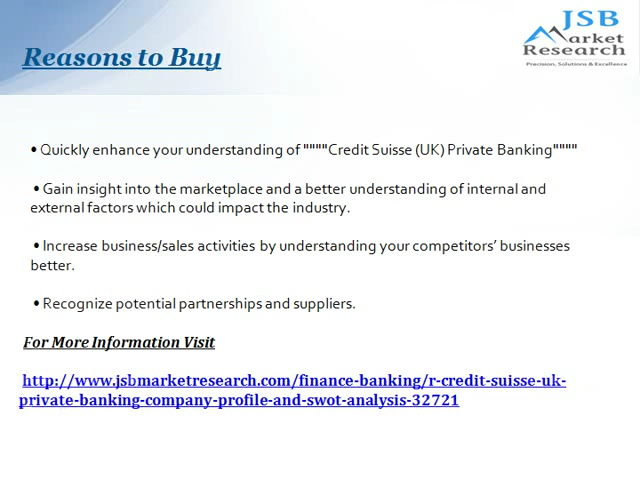 JSB
Market
Research
Precision, Solutions & Excellence
Reasons to Buy
• Quickly enhance your understanding of """"Credit Suisse (UK) Private Banking""""
• Gain insight into the marketplace and a better understanding of internal and
external factors which could impact the industry.
• Increase business/sales activities by understanding your competitors’ businesses
better.
• Recognize potential partnerships and suppliers.
For More Information Visit
http://www.jsbmarketresearch.com/finance-banking/r-credit-suisse-uk-
private-banking-company-profile-and-swot-analysis-32721